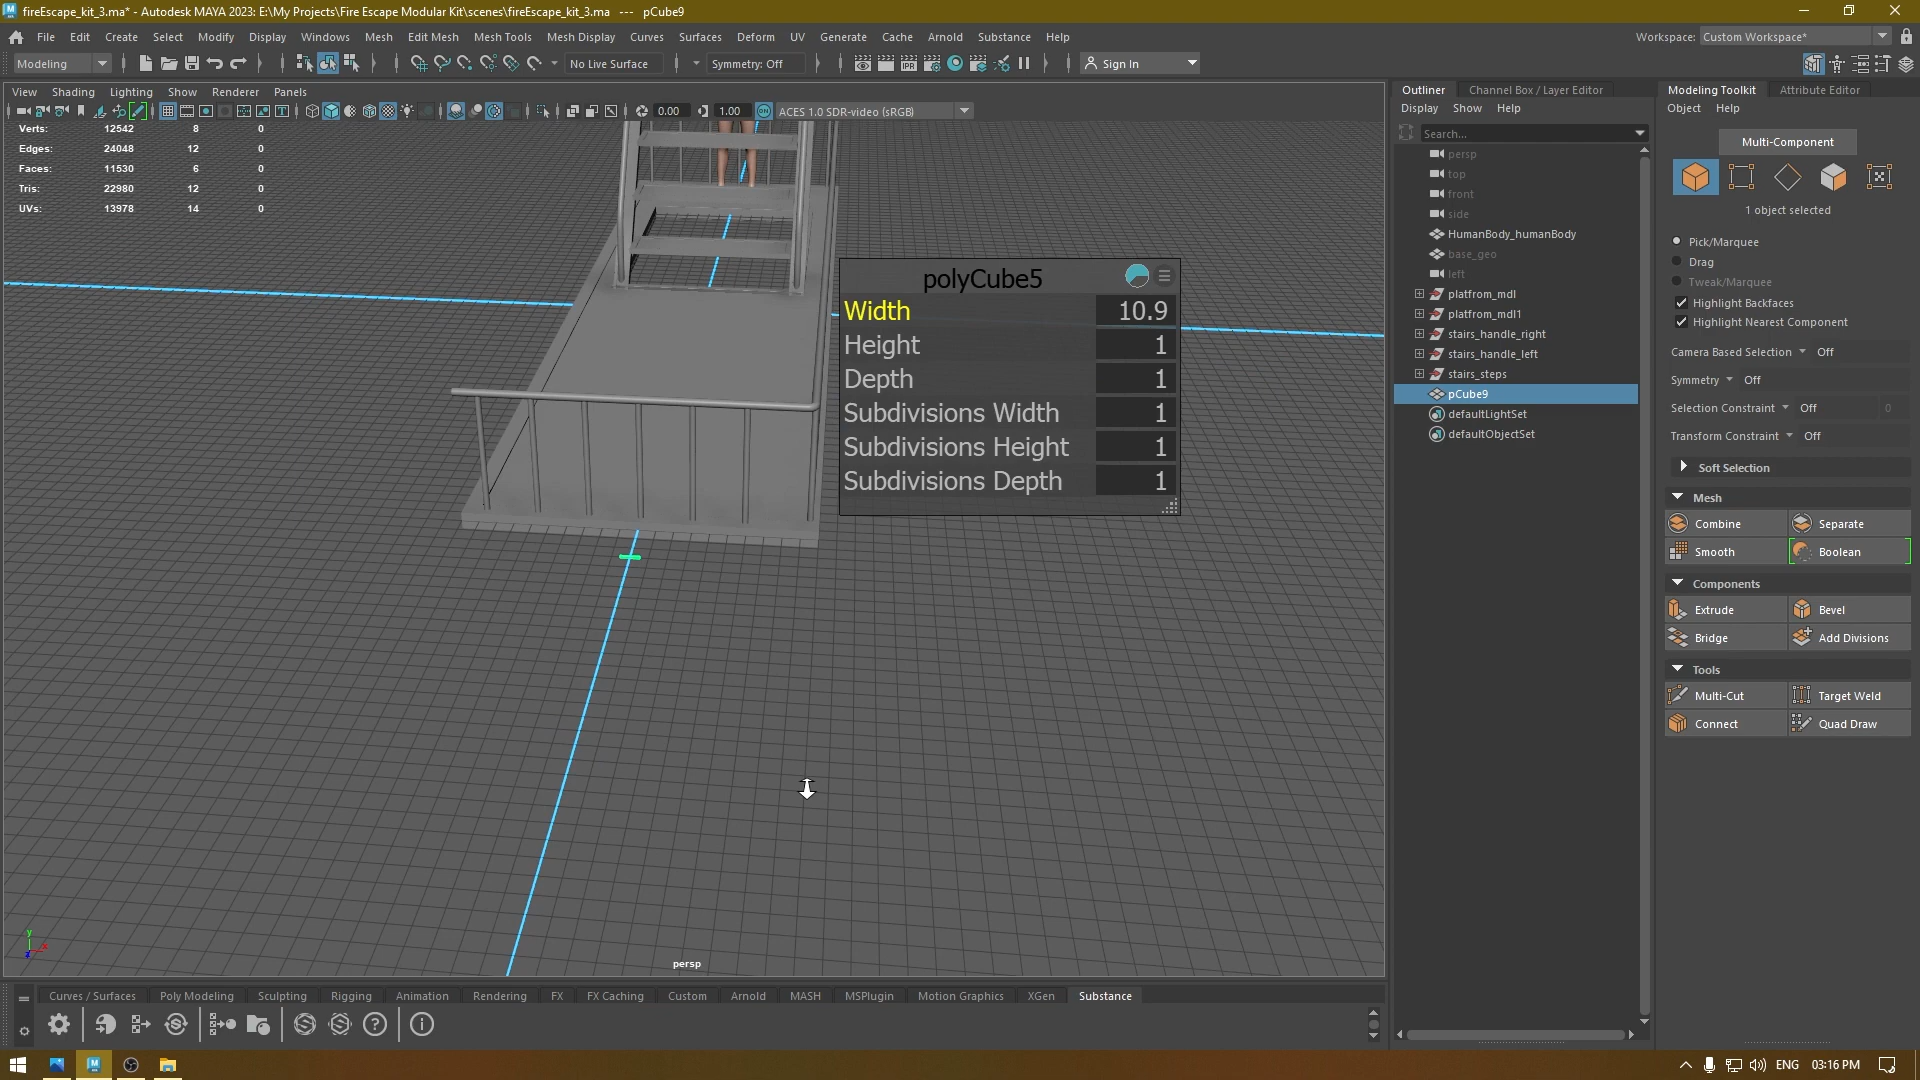 fireEscape_kit_3.ma* - Autodesk MAYA 2023: E:\My Projects\Fire Escape Modular Kit\scenes\fireEscape_kit_3.ma   ---   pCube9
File Edit Create Select Modify Display Windows Mesh Edit Mesh Mesh Tools Mesh Display Curves Surfaces Deform UV Generate Cache Arnold Substance Help
Workspace: Custom Workspace*
Modeling
No Live Surface
Symmetry: Off
IPR
Sign In
View Shading Lighting Show Renderer Panels
0.00
1.00
ON
ACES 1.0 SDR-video (sRGB)
Verts: 12542 8 0
Edges: 24048 12 0
Faces: 11530 6 0
Tris: 22980 12 0
UVs: 13978 14 0
polyCube5
Width 10.9
Height 1
Depth 1
Subdivisions Width 1
Subdivisions Height 1
Subdivisions Depth 1
y
x
z
persp
Outliner Channel Box / Layer Editor
Display Show Help
Search...
persp
top
front
side
HumanBody_humanBody
base_geo
left
platfrom_mdl
platfrom_mdl1
stairs_handle_right
stairs_handle_left
stairs_steps
pCube9
defaultLightSet
defaultObjectSet
Modeling Toolkit Attribute Editor
Object Help
Multi-Component
1 object selected
Pick/Marquee
Drag
Tweak/Marquee
Highlight Backfaces
Highlight Nearest Component
Camera Based Selection Off
Symmetry Off
Selection Constraint Off 0
Transform Constraint Off
Soft Selection
Mesh
Combine Separate
Smooth Boolean
Components
Extrude Bevel
Bridge Add Divisions
Tools
Multi-Cut Target Weld
Connect Quad Draw
Curves / Surfaces Poly Modeling Sculpting Rigging Animation Rendering FX FX Caching Custom Arnold MASH MSPlugin Motion Graphics XGen Substance
ENG 03:16 PM